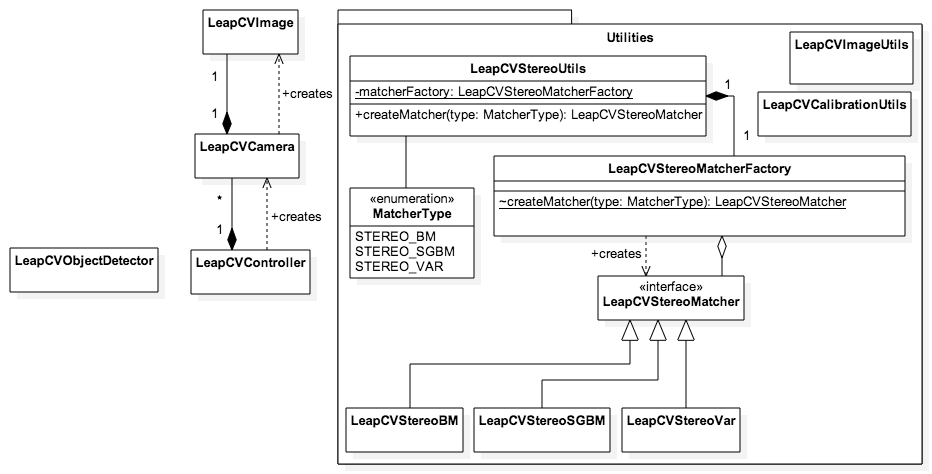 LeapCVImage
1
1
+creates
LeapCVCamera
*
1
+creates
LeapCVController
LeapCVObjectDetector
Utilities
LeapCVStereoUtils
-matcherFactory: LeapCVStereoMatcherFactory
+createMatcher(type: MatcherType): LeapCVStereoMatcher
1
1
LeapCVImageUtils
LeapCVCalibrationUtils
«enumeration»
MatcherType
STEREO_BM
STEREO_SGBM
STEREO_VAR
LeapCVStereoMatcherFactory
~createMatcher(type: MatcherType): LeapCVStereoMatcher
+creates
«interface»
LeapCVStereoMatcher
LeapCVStereoBM
LeapCVStereoSGBM
LeapCVStereoVar